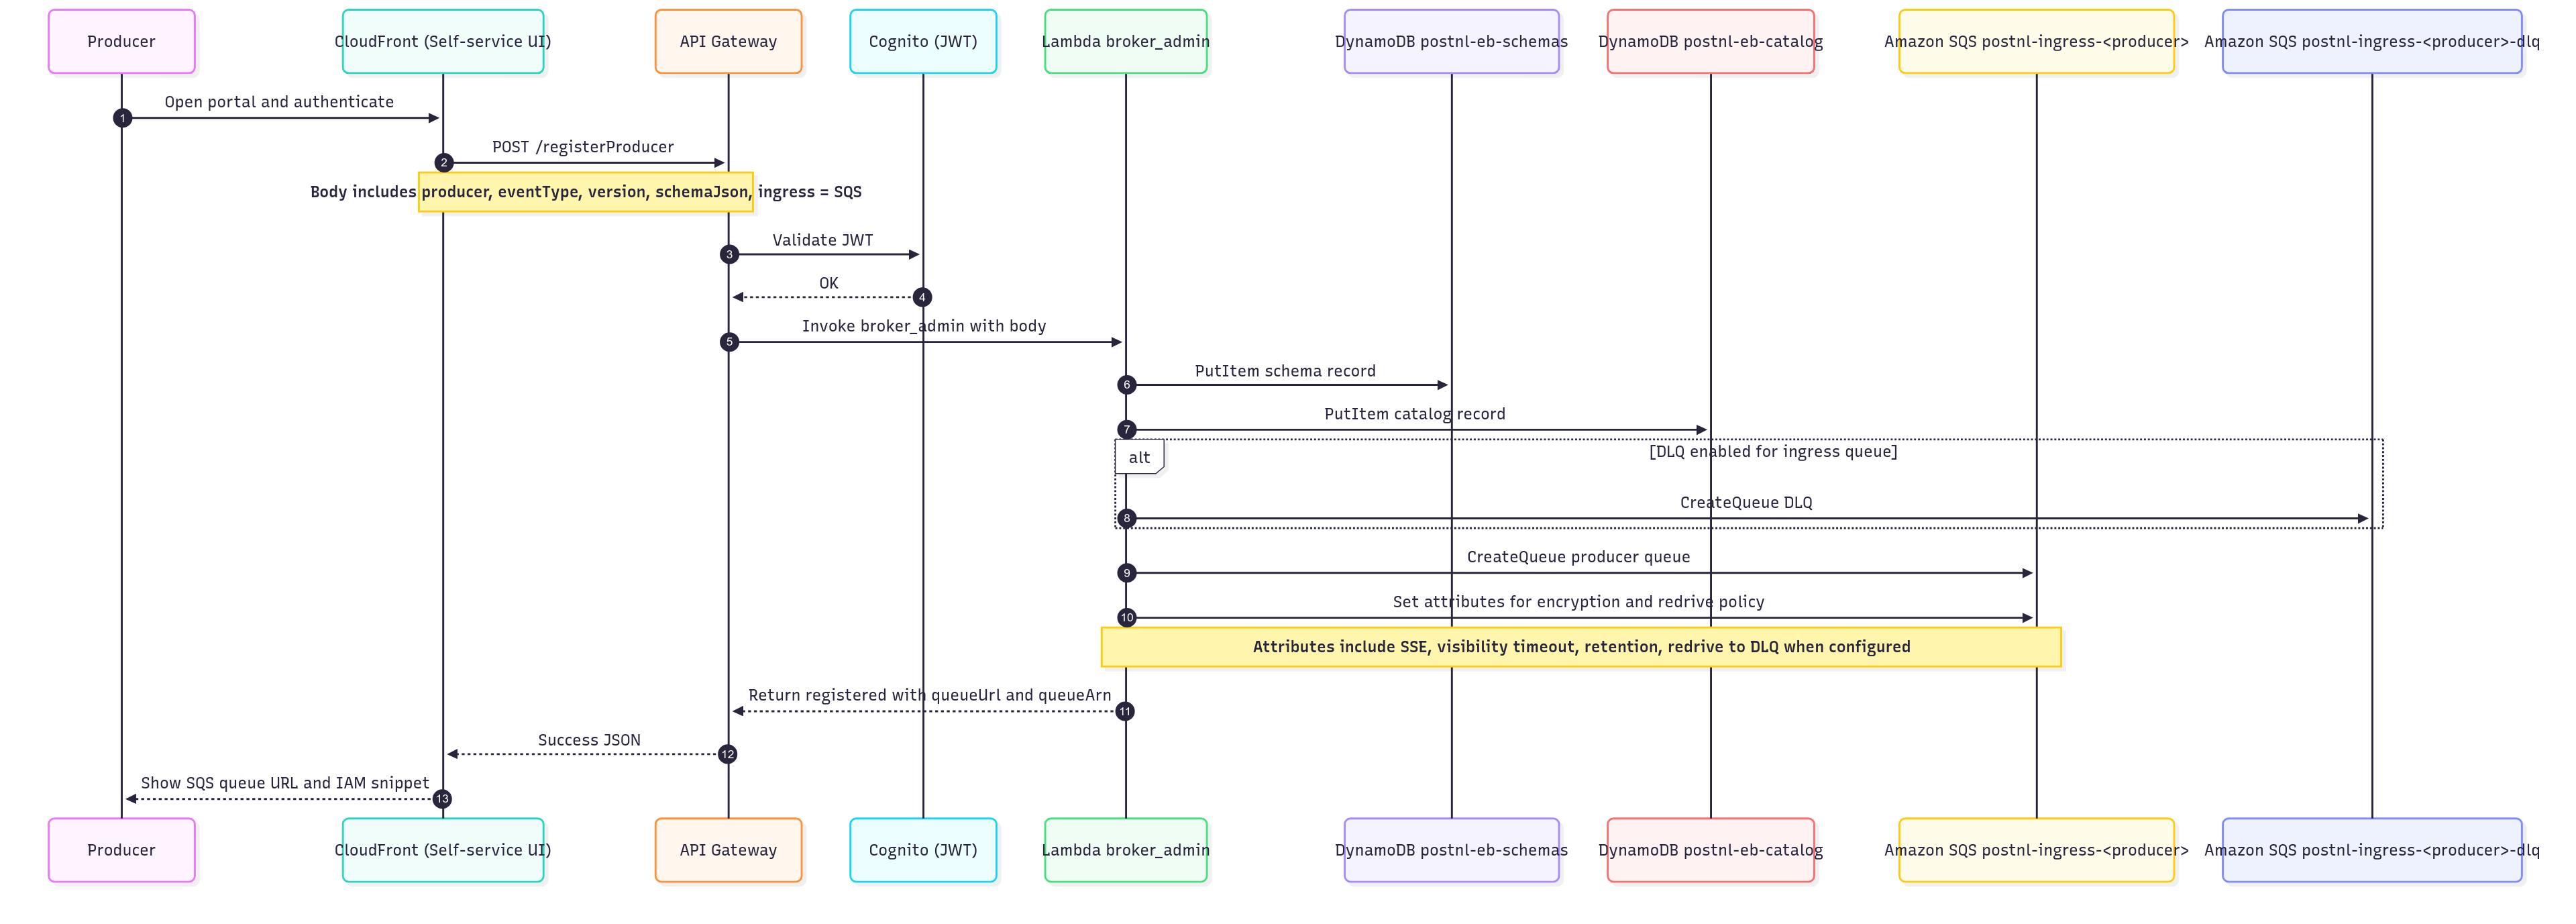 Producer
CloudFront (Self-service UI)
API Gateway
Cognito (JWT)
Lambda broker_admin
DynamoDB postnl-eb-schemas
DynamoDB postnl-eb-catalog
Amazon SQS postnl-ingress-<producer>
Amazon SQS postnl-ingress-<producer>-dlq
Open portal and authenticate
1
POST /registerProducer
2
Body includes producer, eventType, version, schemaJson, ingress = SQS
Validate JWT
3
OK
4
Invoke broker_admin with body
5
PutItem schema record
6
PutItem catalog record
7
alt
[DLQ enabled for ingress queue]
CreateQueue DLQ
8
CreateQueue producer queue
9
Set attributes for encryption and redrive policy
10
Attributes include SSE, visibility timeout, retention, redrive to DLQ when configured
Return registered with queueUrl and queueArn
11
Success JSON
12
Show SQS queue URL and IAM snippet
13
Producer
CloudFront (Self-service UI)
API Gateway
Cognito (JWT)
Lambda broker_admin
DynamoDB postnl-eb-schemas
DynamoDB postnl-eb-catalog
Amazon SQS postnl-ingress-<producer>
Amazon SQS postnl-ingress-<producer>-dlq